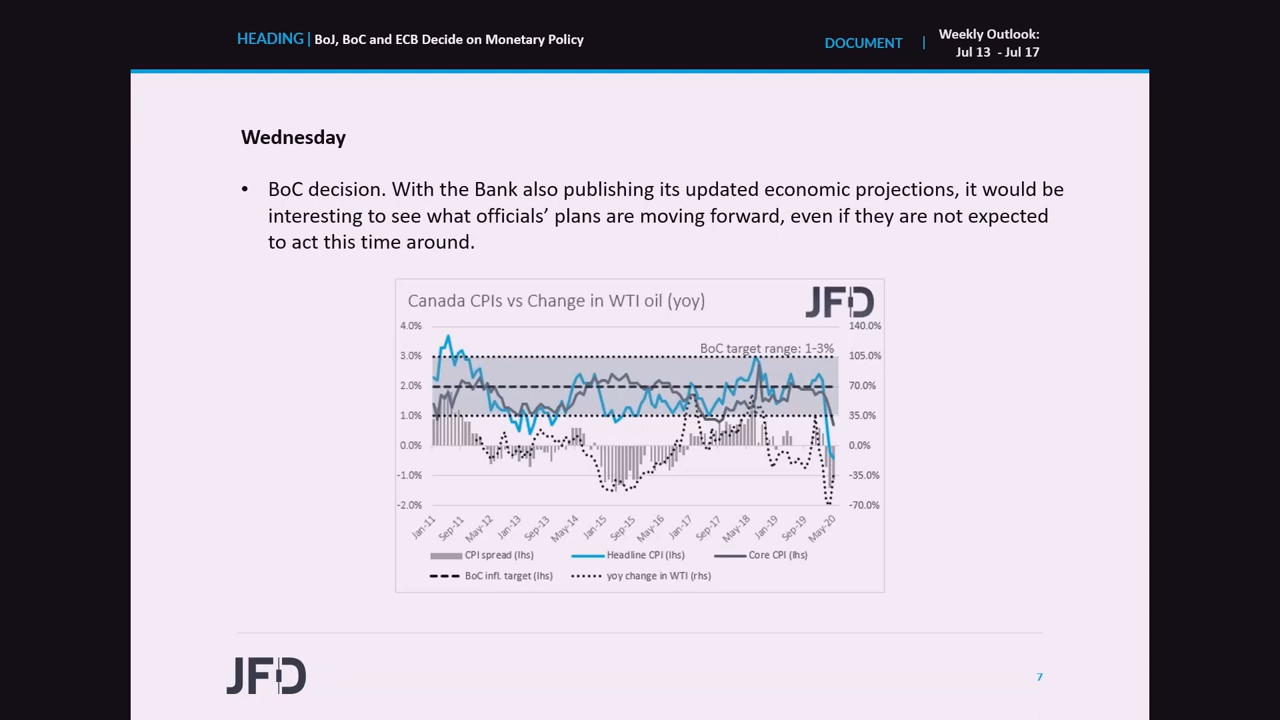 HEADING | BoJ, BoC and ECB Decide on Monetary Policy
DOCUMENT | Weekly Outlook:
Jul 13 - Jul 17
Wednesday
• BoC decision. With the Bank also publishing its updated economic projections, it would be
interesting to see what officials’ plans are moving forward, even if they are not expected
to act this time around.
Canada CPIs vs Change in WTI oil (yoy)
JFD
BoC target range: 1-3%
4.0%
3.0%
2.0%
1.0%
0.0%
-1.0%
-2.0%
140.0%
105.0%
70.0%
35.0%
0.0%
-35.0%
-70.0%
Jan-11
Sep-11
May-12
Jan-13
Sep-13
May-14
Jan-15
Sep-15
May-16
Jan-17
Sep-17
May-18
Jan-19
Sep-19
May-20
CPI spread (lhs)
Headline CPI (lhs)
Core CPI (lhs)
BoC infl. target (lhs)
yoy change in WTI (rhs)
JFD
7